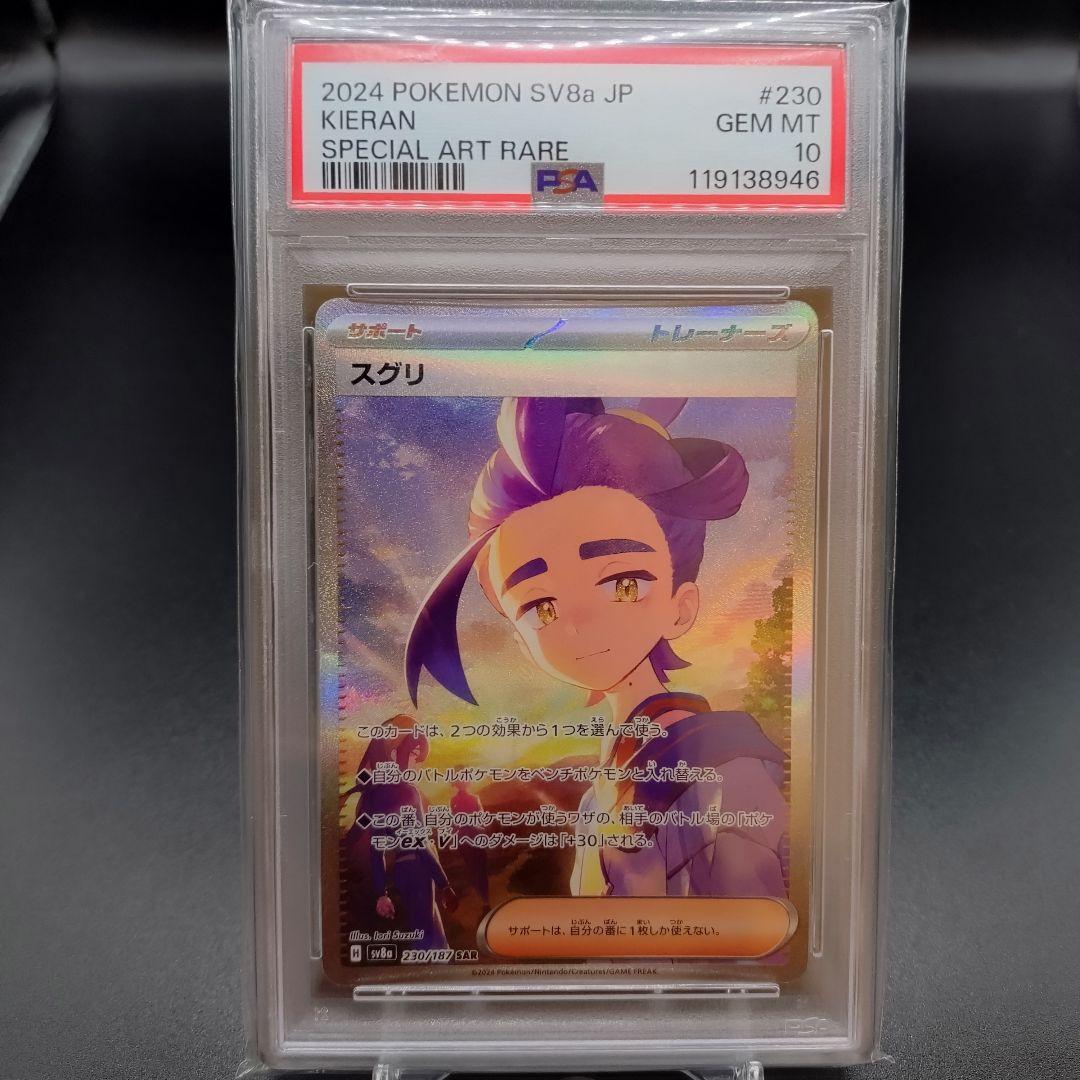 2024 POKEMON SV8a JP #230
KIERAN GEM MT
SPECIAL ART RARE 10
PSA 119138946
サポート トレーナーズ
スグリ
このカードは、2つの効果から1つを選んで使う。
◆自分のバトルポケモンをベンチポケモンと入れ替える。
◆この番、自分のポケモンが使うワザの、相手のバトル場の「ポケ
モンex・V」へのダメージは「+30」される。
サポートは、自分の番に1枚しか使えない。
Illus. Iori Suzuki
H sv8a 230/187 SAR
©2024 Pokémon/Nintendo/Creatures/GAME FREAK
PSA